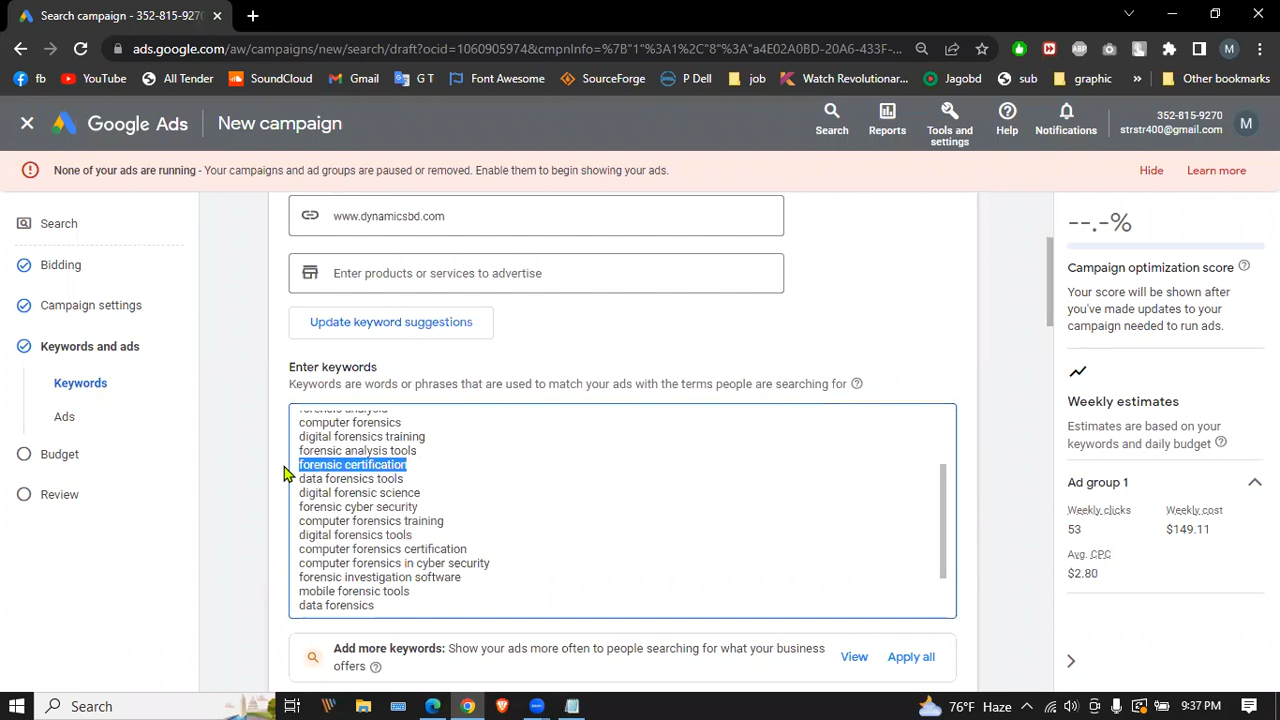 Search campaign - 352-815-9270
ads.google.com/aw/campaigns/new/search/draft?ocid=1060905974&cmpnInfo=%7B"1"%3A1%2C"8"%3A"a4E02A0BD-20A6-433F-...
M
fb
YouTube
All Tender
SoundCloud
Gmail
G T
Font Awesome
SourceForge
P Dell
job
Watch Revolutionar...
Jagobd
sub
graphic
»
Other bookmarks
Google Ads
New campaign
Search
Reports
Tools and settings
Help
Notifications
352-815-9270
strstr400@gmail.com
M
None of your ads are running - Your campaigns and ad groups are paused or removed. Enable them to begin showing your ads.
Hide
Learn more
Search
Bidding
Campaign settings
Keywords and ads
Keywords
Ads
Budget
Review
www.dynamicsbd.com
Enter products or services to advertise
Update keyword suggestions
Enter keywords
Keywords are words or phrases that are used to match your ads with the terms people are searching for
forensic analysis
computer forensics
digital forensics training
forensic analysis tools
forensic certification
data forensics tools
digital forensic science
forensic cyber security
computer forensics training
digital forensics tools
computer forensics certification
computer forensics in cyber security
forensic investigation software
mobile forensic tools
data forensics
Add more keywords: Show your ads more often to people searching for what your business
offers
View
Apply all
--.-%
Campaign optimization score
Your score will be shown after
you've made updates to your
campaign needed to run ads.
Weekly estimates
Estimates are based on your
keywords and daily budget
Ad group 1
Weekly clicks
Weekly cost
53
$149.11
Avg. CPC
$2.80
Search
76°F Haze
9:37 PM